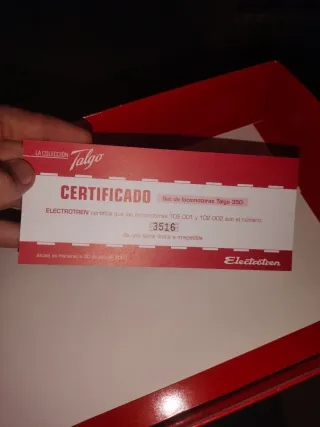 LA COLECCIÓN Talgo
CERTIFICADO Set de locomotoras Talgo 350
ELECTROTREN certifica que las locomotoras 102.001 y 102.002 son el número
3516
de una serie única e irrepetible
Electrotren